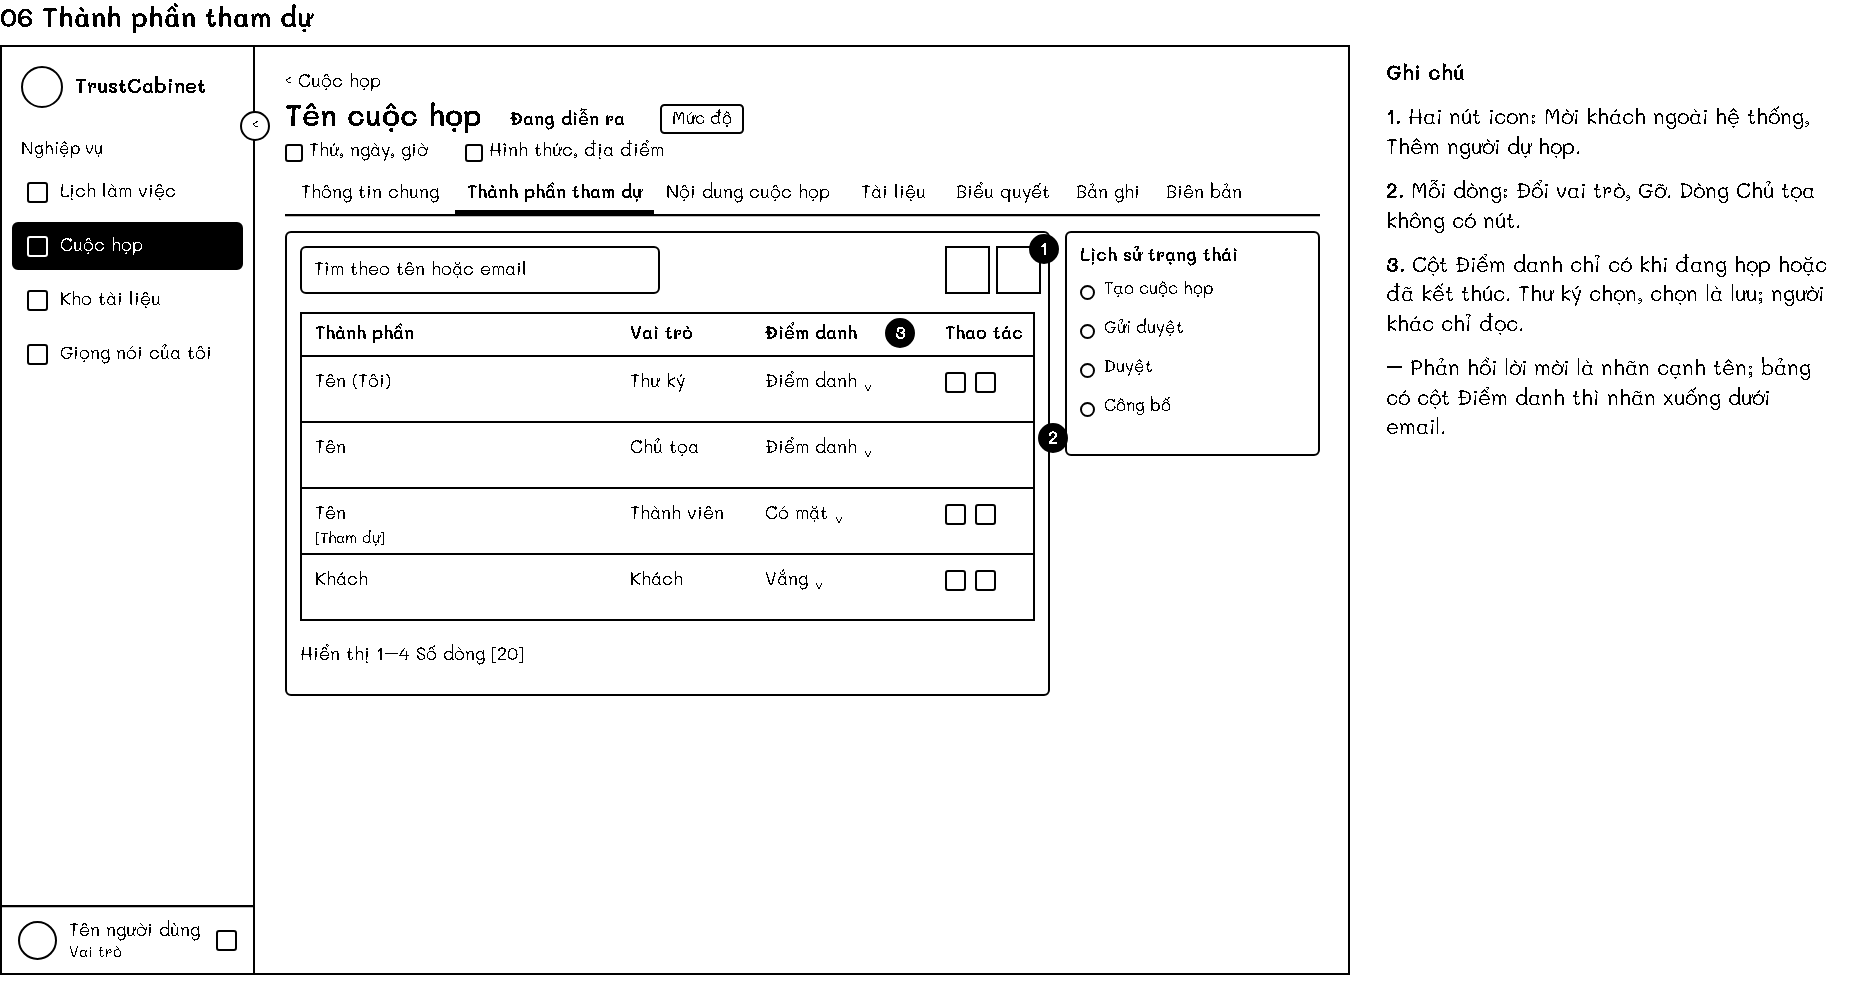 06 Thành phần tham dự
TrustCabinet
<
Nghiệp vụ
Lịch làm việc
Cuộc họp
Kho tài liệu
Giọng nói của tôi
Tên người dùng
Vai trò
< Cuộc họp
Tên cuộc họp Đang diễn ra Mức độ
Thứ, ngày, giờ Hình thức, địa điểm
Thông tin chung Thành phần tham dự Nội dung cuộc họp Tài liệu Biểu quyết Bản ghi Biên bản
Tìm theo tên hoặc email 1
Thành phần Vai trò Điểm danh 3 Thao tác
Tên (Tôi) Thư ký Điểm danh v
Tên Chủ tọa Điểm danh v
2
Tên Thành viên Có mặt v
[Tham dự]
Khách Khách Vắng v
Hiển thị 1–4 Số dòng [20]
Lịch sử trạng thái
Tạo cuộc họp
Gửi duyệt
Duyệt
Công bố
Ghi chú
1. Hai nút icon: Mời khách ngoài hệ thống,
Thêm người dự họp.
2. Mỗi dòng: Đổi vai trò, Gỡ. Dòng Chủ tọa
không có nút.
3. Cột Điểm danh chỉ có khi đang họp hoặc
đã kết thúc. Thư ký chọn, chọn là lưu; người
khác chỉ đọc.
– Phản hồi lời mời là nhãn cạnh tên; bảng
có cột Điểm danh thì nhãn xuống dưới
email.